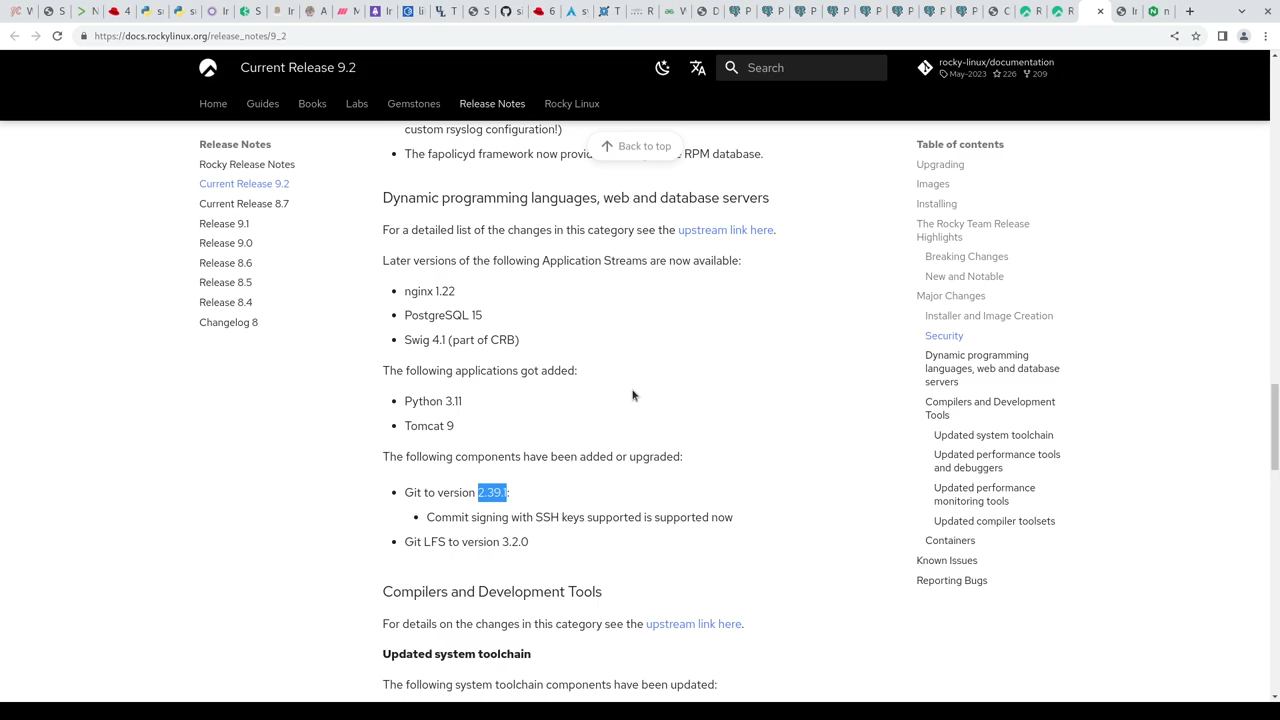 https://docs.rockylinux.org/release_notes/9_2
Current Release 9.2
Search
rocky-linux/documentation
May-2023 226 209
Home
Guides
Books
Labs
Gemstones
Release Notes
Rocky Linux
Release Notes
Rocky Release Notes
Current Release 9.2
Current Release 8.7
Release 9.1
Release 9.0
Release 8.6
Release 8.5
Release 8.4
Changelog 8
custom rsyslog configuration!)
Back to top
The fapolicyd framework now provid RPM database.
Dynamic programming languages, web and database servers
For a detailed list of the changes in this category see the upstream link here.
Later versions of the following Application Streams are now available:
nginx 1.22
PostgreSQL 15
Swig 4.1 (part of CRB)
The following applications got added:
Python 3.11
Tomcat 9
The following components have been added or upgraded:
Git to version 2.39.1:
Commit signing with SSH keys supported is supported now
Git LFS to version 3.2.0
Compilers and Development Tools
For details on the changes in this category see the upstream link here.
Updated system toolchain
The following system toolchain components have been updated:
Table of contents
Upgrading
Images
Installing
The Rocky Team Release
Highlights
Breaking Changes
New and Notable
Major Changes
Installer and Image Creation
Security
Dynamic programming
languages, web and database
servers
Compilers and Development
Tools
Updated system toolchain
Updated performance tools
and debuggers
Updated performance
monitoring tools
Updated compiler toolsets
Containers
Known Issues
Reporting Bugs